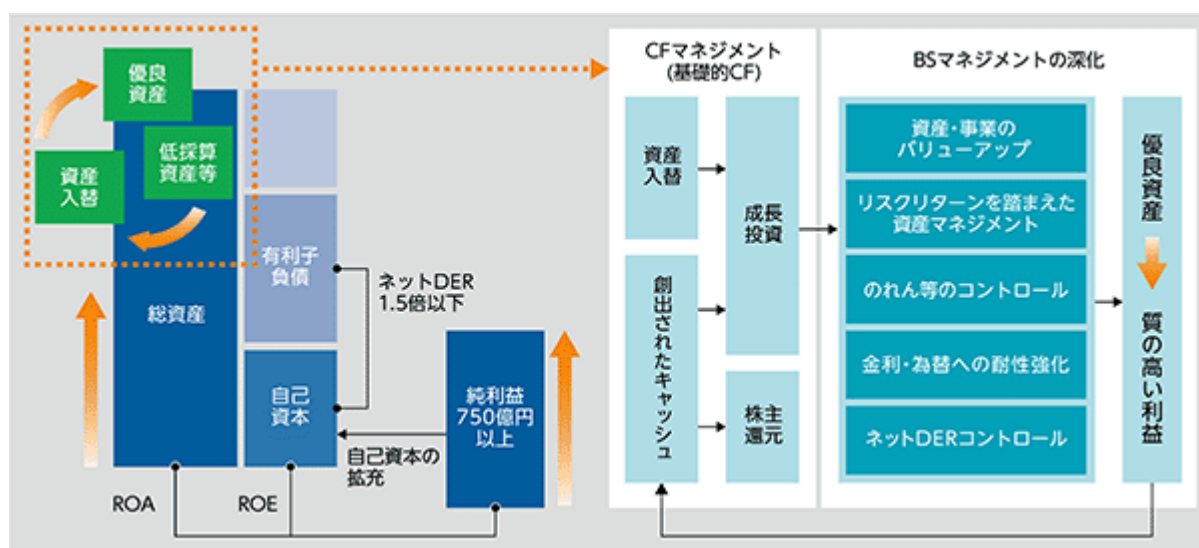 優良
資産
低採算
資産等
資産
入替
総資産
有利子
負債
自己
資本
ネットDER
1.5倍以下
純利益
750億円
以上
自己資本の
拡充
ROA
ROE
CFマネジメント
(基礎的CF)
資産
入替
創出されたキャッシュ
成長
投資
株主
還元
BSマネジメントの深化
資産・事業の
バリューアップ
リスクリターンを踏まえた
資産マネジメント
のれん等のコントロール
金利・為替への耐性強化
ネットDERコントロール
優良資産
質の高い利益